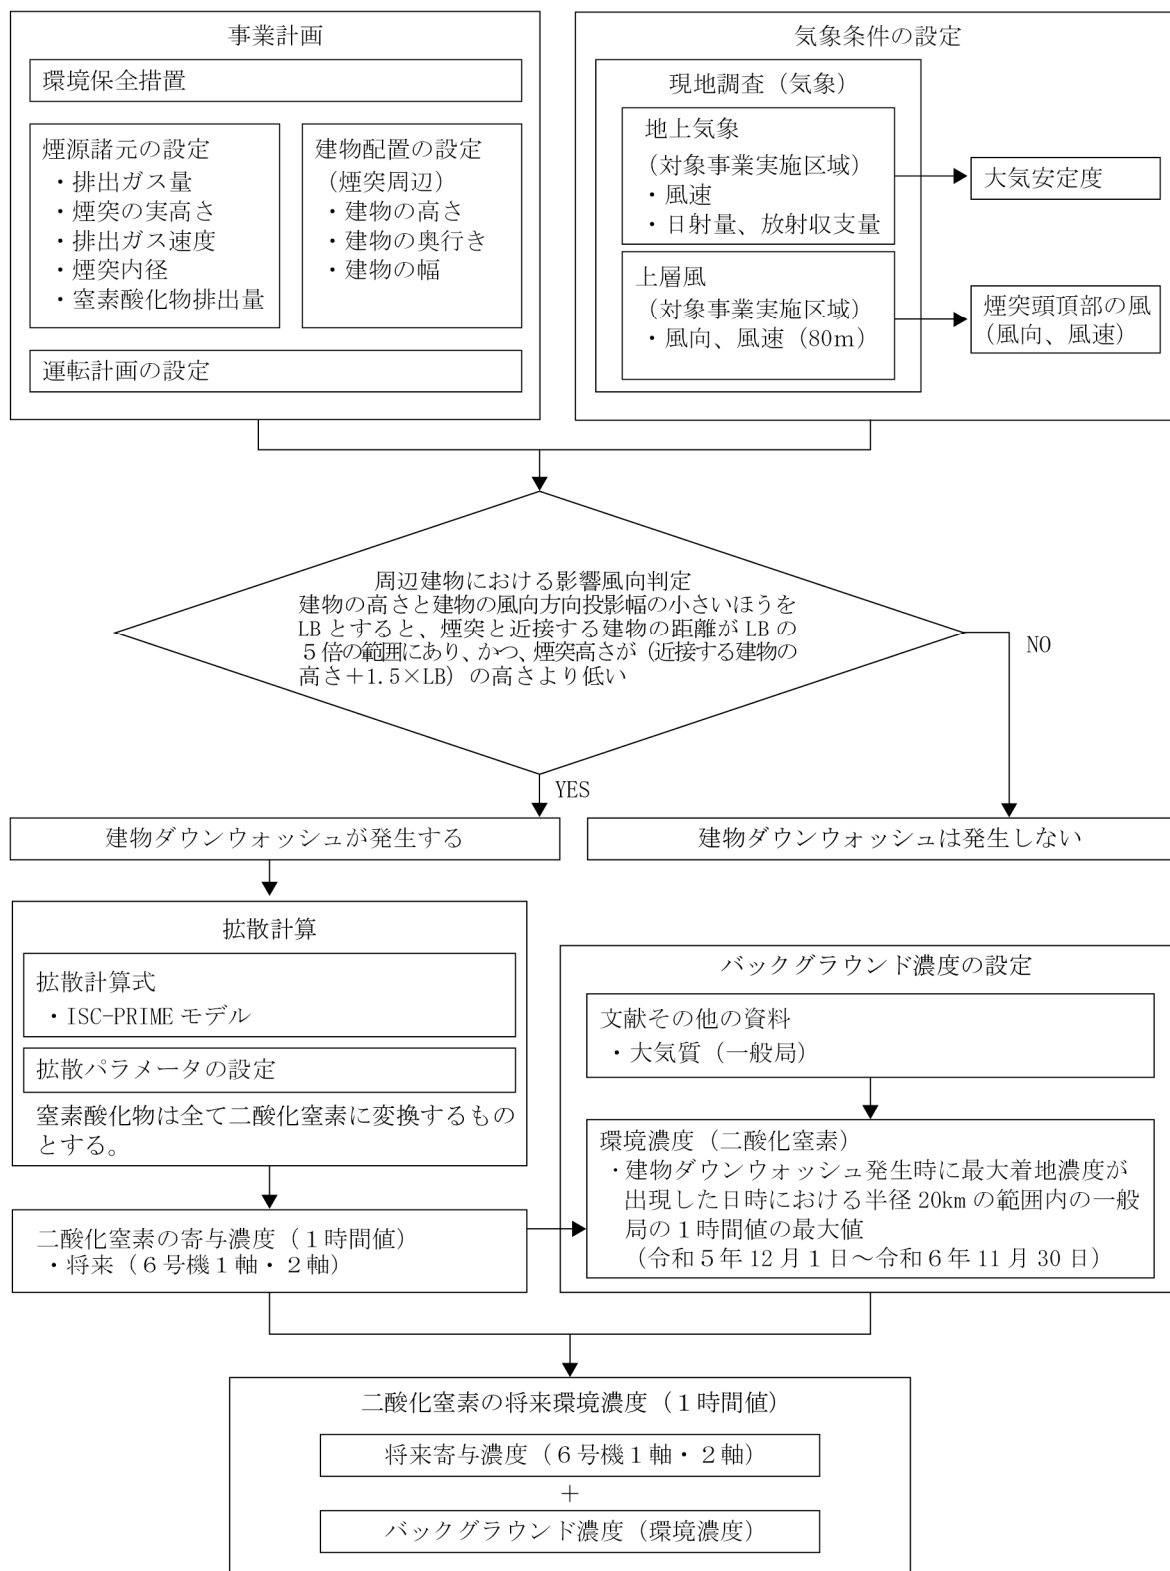 事業計画
環境保全措置
煙源諸元の設定
・排出ガス量
・煙突の実高さ
・排出ガス速度
・煙突内径
・窒素酸化物排出量
建物配置の設定
（煙突周辺）
・建物の高さ
・建物の奥行き
・建物の幅
運転計画の設定
気象条件の設定
現地調査（気象）
地上気象
（対象事業実施区域）
・風速
・日射量、放射収支量
大気安定度
上層風
（対象事業実施区域）
・風向、風速（80ｍ）
煙突頭頂部の風
（風向、風速）
周辺建物における影響風向判定
建物の高さと建物の風向方向投影幅の小さいほうを
LBとすると、煙突と近接する建物の距離がLBの
５倍の範囲にあり、かつ、煙突高さが（近接する建物の
高さ＋1.5×LB）の高さより低い
NO
YES
建物ダウンウォッシュが発生する
建物ダウンウォッシュは発生しない
拡散計算
拡散計算式
・ISC-PRIMEモデル
拡散パラメータの設定
窒素酸化物は全て二酸化窒素に変換するもの
とする。
二酸化窒素の寄与濃度（１時間値）
・将来（６号機１軸・２軸）
バックグラウンド濃度の設定
文献その他の資料
・大気質（一般局）
環境濃度（二酸化窒素）
・建物ダウンウォッシュ発生時に最大着地濃度が
出現した日時における半径20kmの範囲内の一般
局の１時間値の最大値
（令和５年12月１日～令和６年11月30日）
二酸化窒素の将来環境濃度（１時間値）
将来寄与濃度（６号機１軸・２軸）
＋
バックグラウンド濃度（環境濃度）